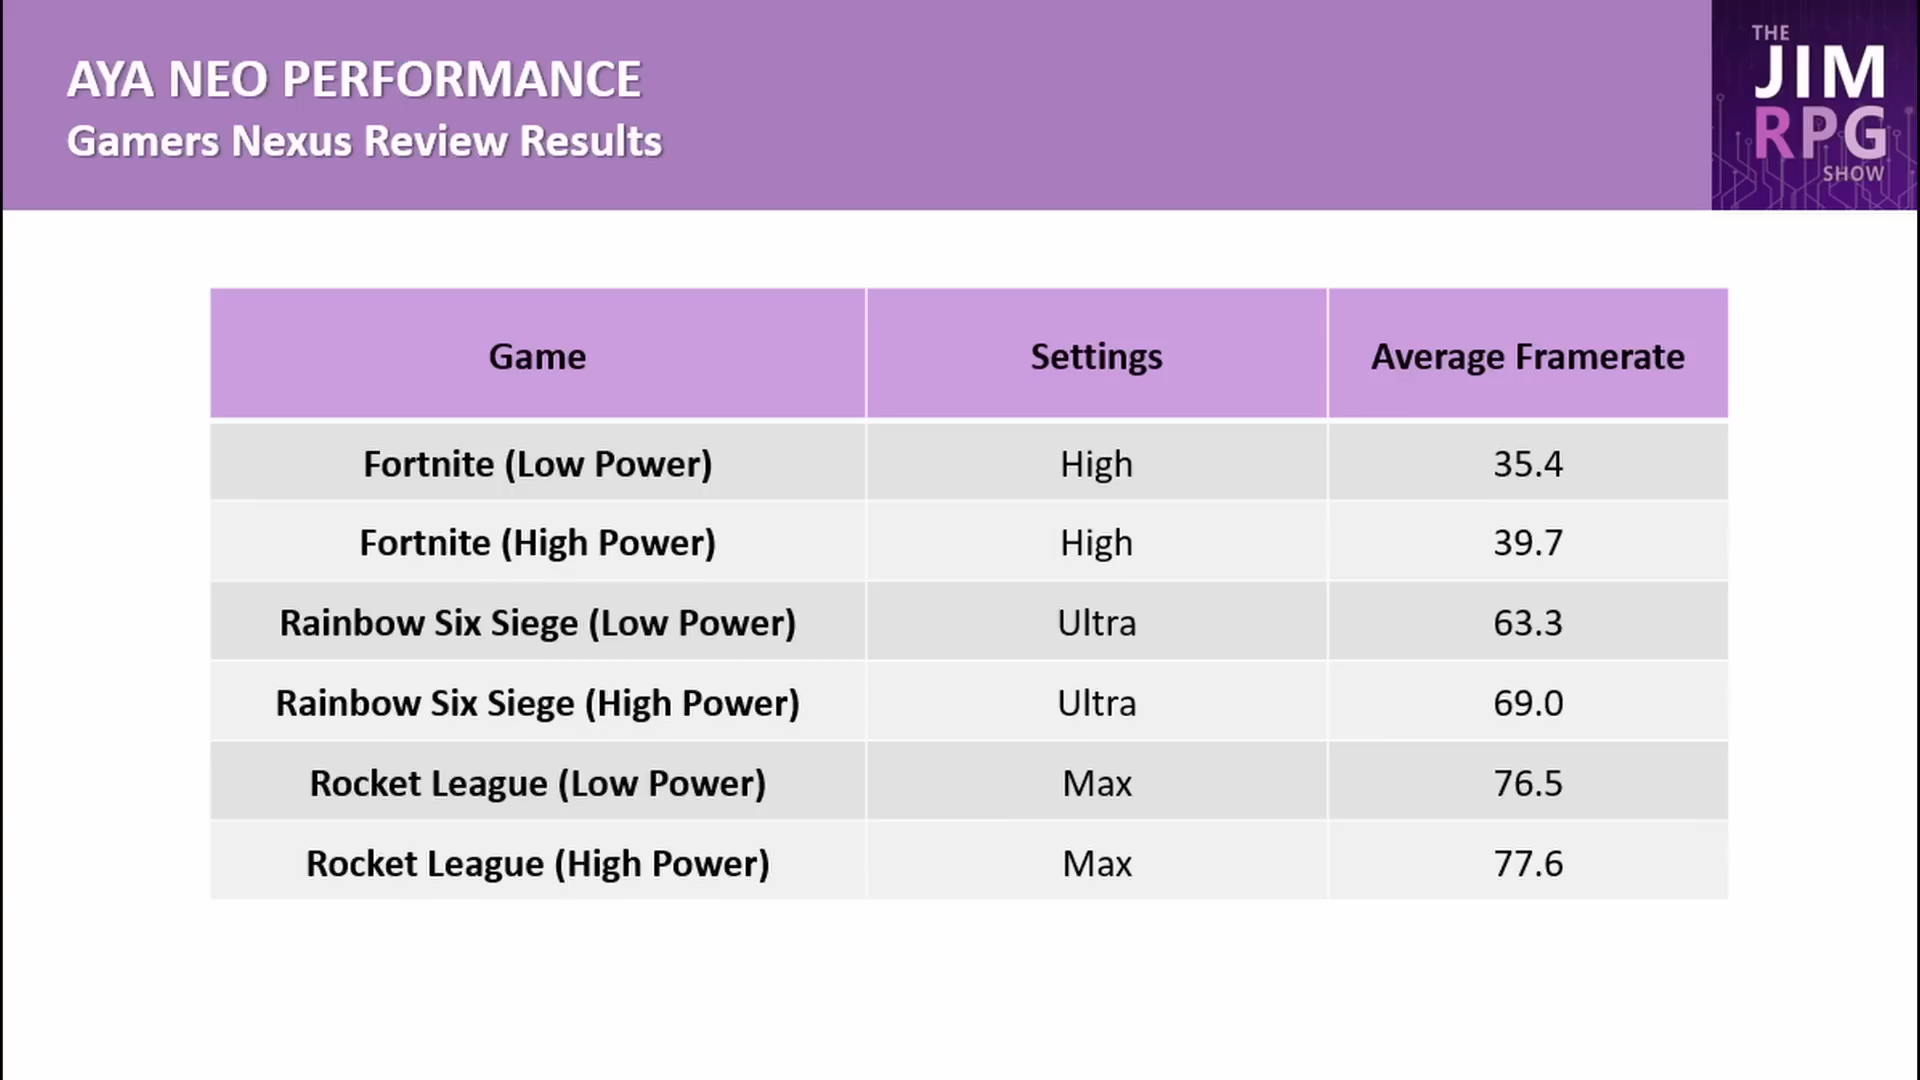 AYA NEO PERFORMANCE
Gamers Nexus Review Results
THE
JIM
RPG
SHOW
Game Settings Average Framerate
Fortnite (Low Power) High 35.4
Fortnite (High Power) High 39.7
Rainbow Six Siege (Low Power) Ultra 63.3
Rainbow Six Siege (High Power) Ultra 69.0
Rocket League (Low Power) Max 76.5
Rocket League (High Power) Max 77.6